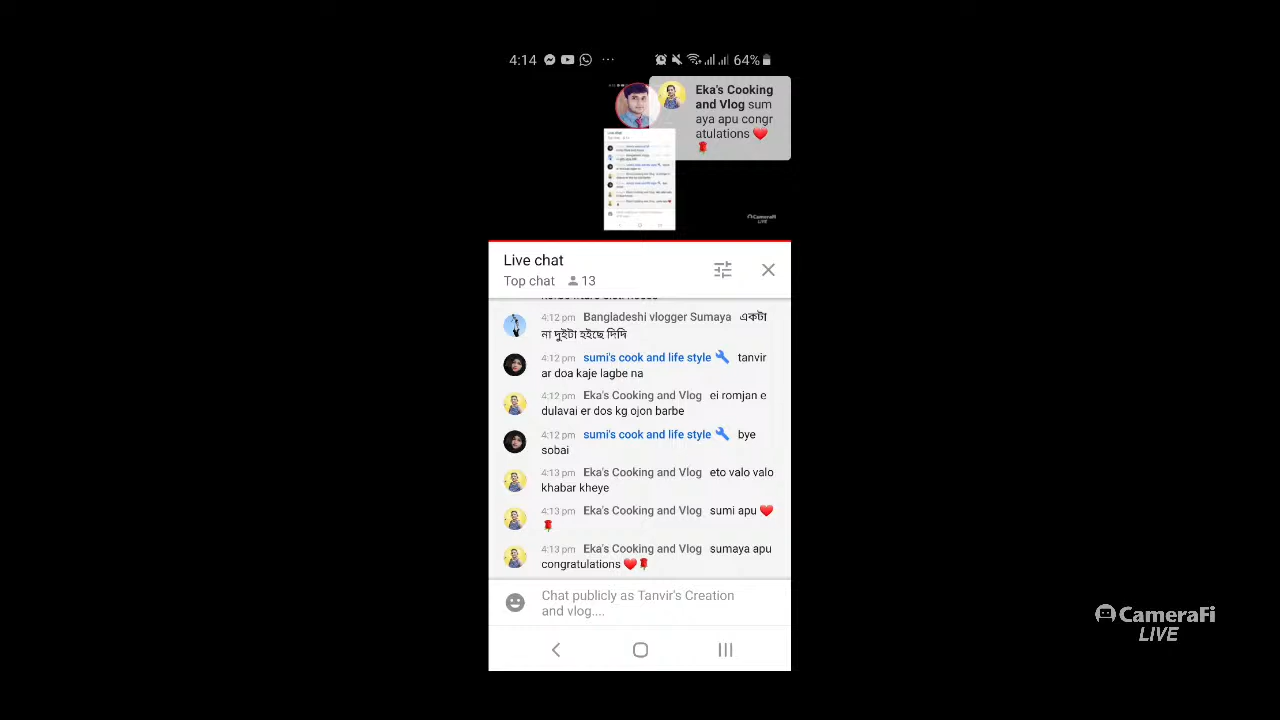 4:14 ... 64%
Eka's Cooking
and Vlog sum
aya apu congr
atulations ❤️
🌹
Live chat
CameraFi
LIVE
Live chat
Top chat 13
4:12 pm Bangladeshi vlogger Sumaya একটা
না দুইটা হইছে দিদি
4:12 pm sumi's cook and life style 🔧 tanvir
ar doa kaje lagbe na
4:12 pm Eka's Cooking and Vlog ei romjan e
dulavai er dos kg ojon barbe
4:12 pm sumi's cook and life style 🔧 bye
sobai
4:13 pm Eka's Cooking and Vlog eto valo valo
khabar kheye
4:13 pm Eka's Cooking and Vlog sumi apu ❤️
🌹
4:13 pm Eka's Cooking and Vlog sumaya apu
congratulations ❤️🌹
Chat publicly as Tanvir's Creation
and vlog....
CameraFi
LIVE